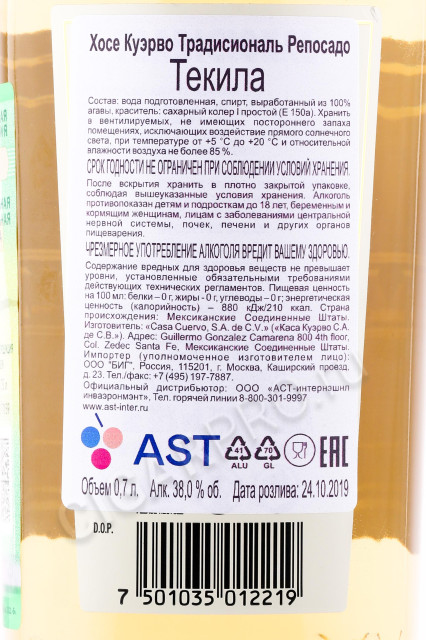 Хосе Куэрво Традисиональ Репосадо
Текила
Состав: вода подготовленная, спирт, выработанный из 100%
агавы, краситель: сахарный колер I простой (Е 150а). Хранить
в вентилируемых, не имеющих постороннего запаха
помещениях, исключающих воздействие прямого солнечного
света, при температуре от +5 °С до +20 °С и относительной
влажности воздуха не более 85 %.
СРОК ГОДНОСТИ НЕ ОГРАНИЧЕН ПРИ СОБЛЮДЕНИИ УСЛОВИЙ ХРАНЕНИЯ.
После вскрытия хранить в плотно закрытой упаковке,
соблюдая вышеуказанные условия хранения. Алкоголь
противопоказан детям и подросткам до 18 лет, беременным и
кормящим женщинам, лицам с заболеваниями центральной
нервной системы, почек, печени и других органов
пищеварения.
ЧРЕЗМЕРНОЕ УПОТРЕБЛЕНИЕ АЛКОГОЛЯ ВРЕДИТ ВАШЕМУ ЗДОРОВЬЮ.
Содержание вредных для здоровья веществ не превышает
уровни, установленные обязательными требованиями
действующих технических регламентов. Пищевая ценность
на 100 мл: белки – 0 г, жиры - 0 г, углеводы – 0 г; энергетическая
ценность (калорийность) – 880 кДж/210 ккал. Страна
происхождения: Мексиканские Соединенные Штаты.
Изготовитель: «Casa Cuervo, S.A. de C.V.» («Каса Куэрво С.А.
де С.В.»). Адрес: Guillermo Gonzalez Camarena 800 4th floor,
Col. Zedec Santa Fe, Мексиканские Соединенные Штаты.
Импортер (уполномоченное изготовителем лицо):
ООО "БИГ", Россия, 115201, г. Москва, Каширский проезд,
д. 23. Тел./факс: +7 (495) 197-7887.
Официальный дистрибьютор: ООО «АСТ-интернэшнл
инваэронмэнт». Тел. горячей линии 8-800-301-9997
www.ast-inter.ru
AST
41
ALU
70
GL
EAC
Объем 0,7 л. Алк. 38,0 % об. Дата розлива: 24.10.2019
D.O.P.
7 501035 012219